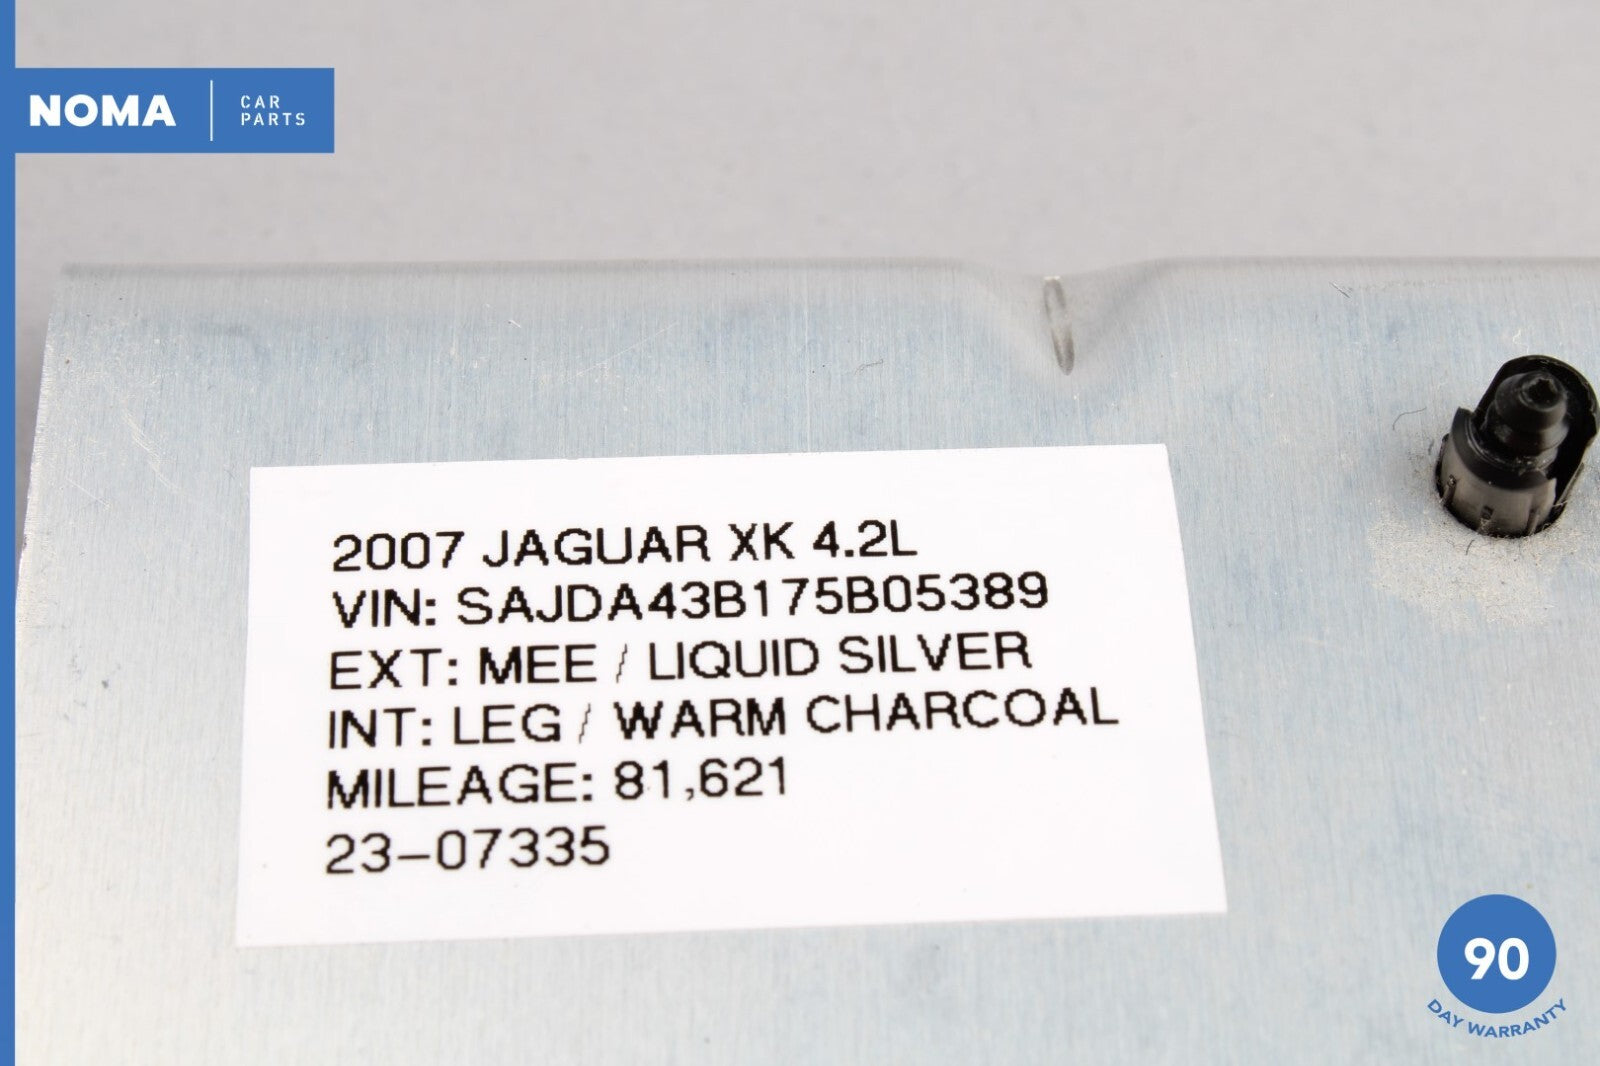 NOMA
CAR
PARTS
2007 JAGUAR XK 4.2L
VIN: SAJDA43B175B05389
EXT: MEE / LIQUID SILVER
INT: LEG / WARM CHARCOAL
MILEAGE: 81,621
23-07335
90
DAY WARRANTY